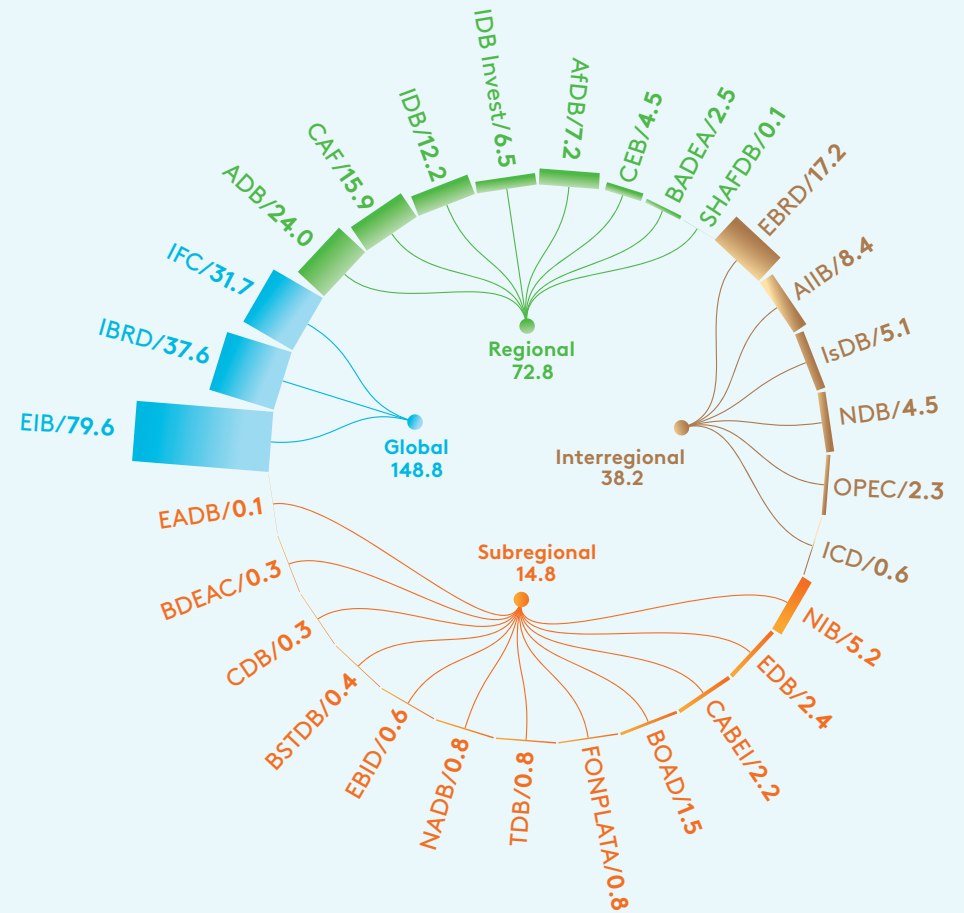 IDB Invest/6.5
AfDB/7.2
IDB/12.2
CEB/4.5
BADEA/2.5
CAF/15.9
SHAFDB/0.1
ADB/24.0
EBRD/17.2
IFC/31.7
AIIB/8.4
IBRD/37.6
IsDB/5.1
EIB/79.6
NDB/4.5
OPEC/2.3
ICD/0.6
Regional
72.8
Global
148.8
Interregional
38.2
Subregional
14.8
EADB/0.1
BDEAC/0.3
CDB/0.3
BSTDB/0.4
EBID/0.6
NADB/0.8
TDB/0.8
FONPLATA/0.8
BOAD/1.5
CABEI/2.2
EDB/2.4
NIB/5.2